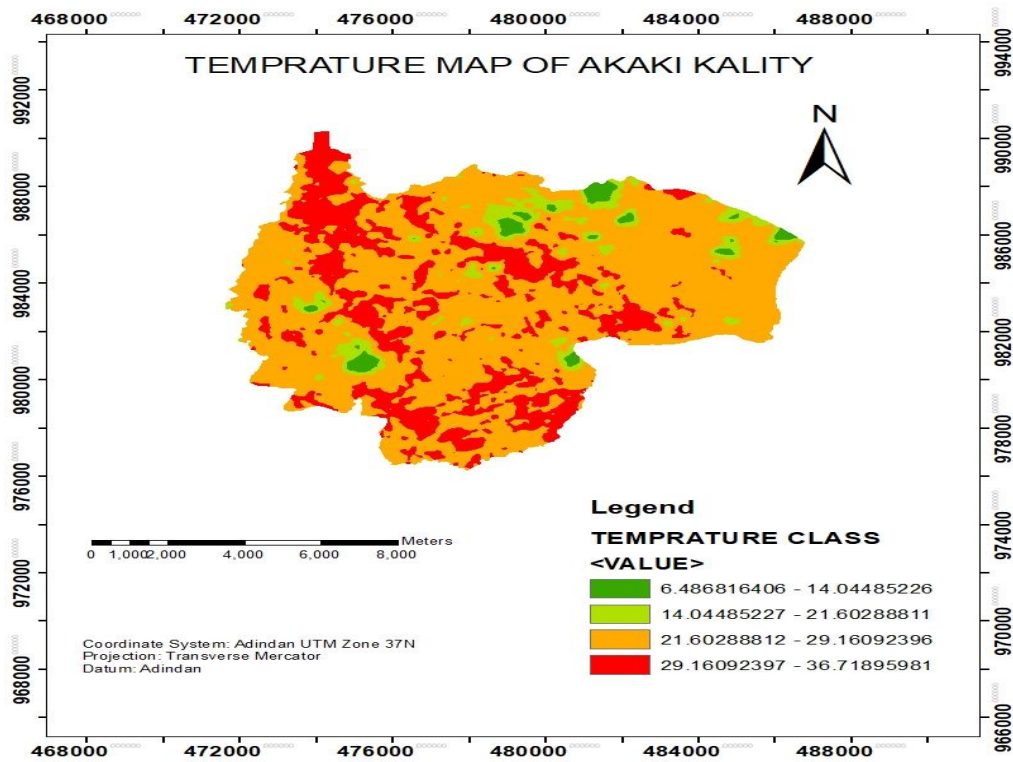 468000 472000 476000 480000 484000 488000
TEMPRATURE MAP OF AKAKI KALITY
N
992000
988000
984000
980000
976000
972000
968000
994000
990000
986000
982000
978000
974000
970000
966000
Legend
TEMPRATURE CLASS
<VALUE>
6.486816406 - 14.04485226
14.04485227 - 21.60288811
21.60288812 - 29.16092396
29.16092397 - 36.71895981
Meters
0 1,000 2,000 4,000 6,000 8,000
Coordinate System: Adindan UTM Zone 37N
Projection: Transverse Mercator
Datum: Adindan
468000 472000 476000 480000 484000 488000